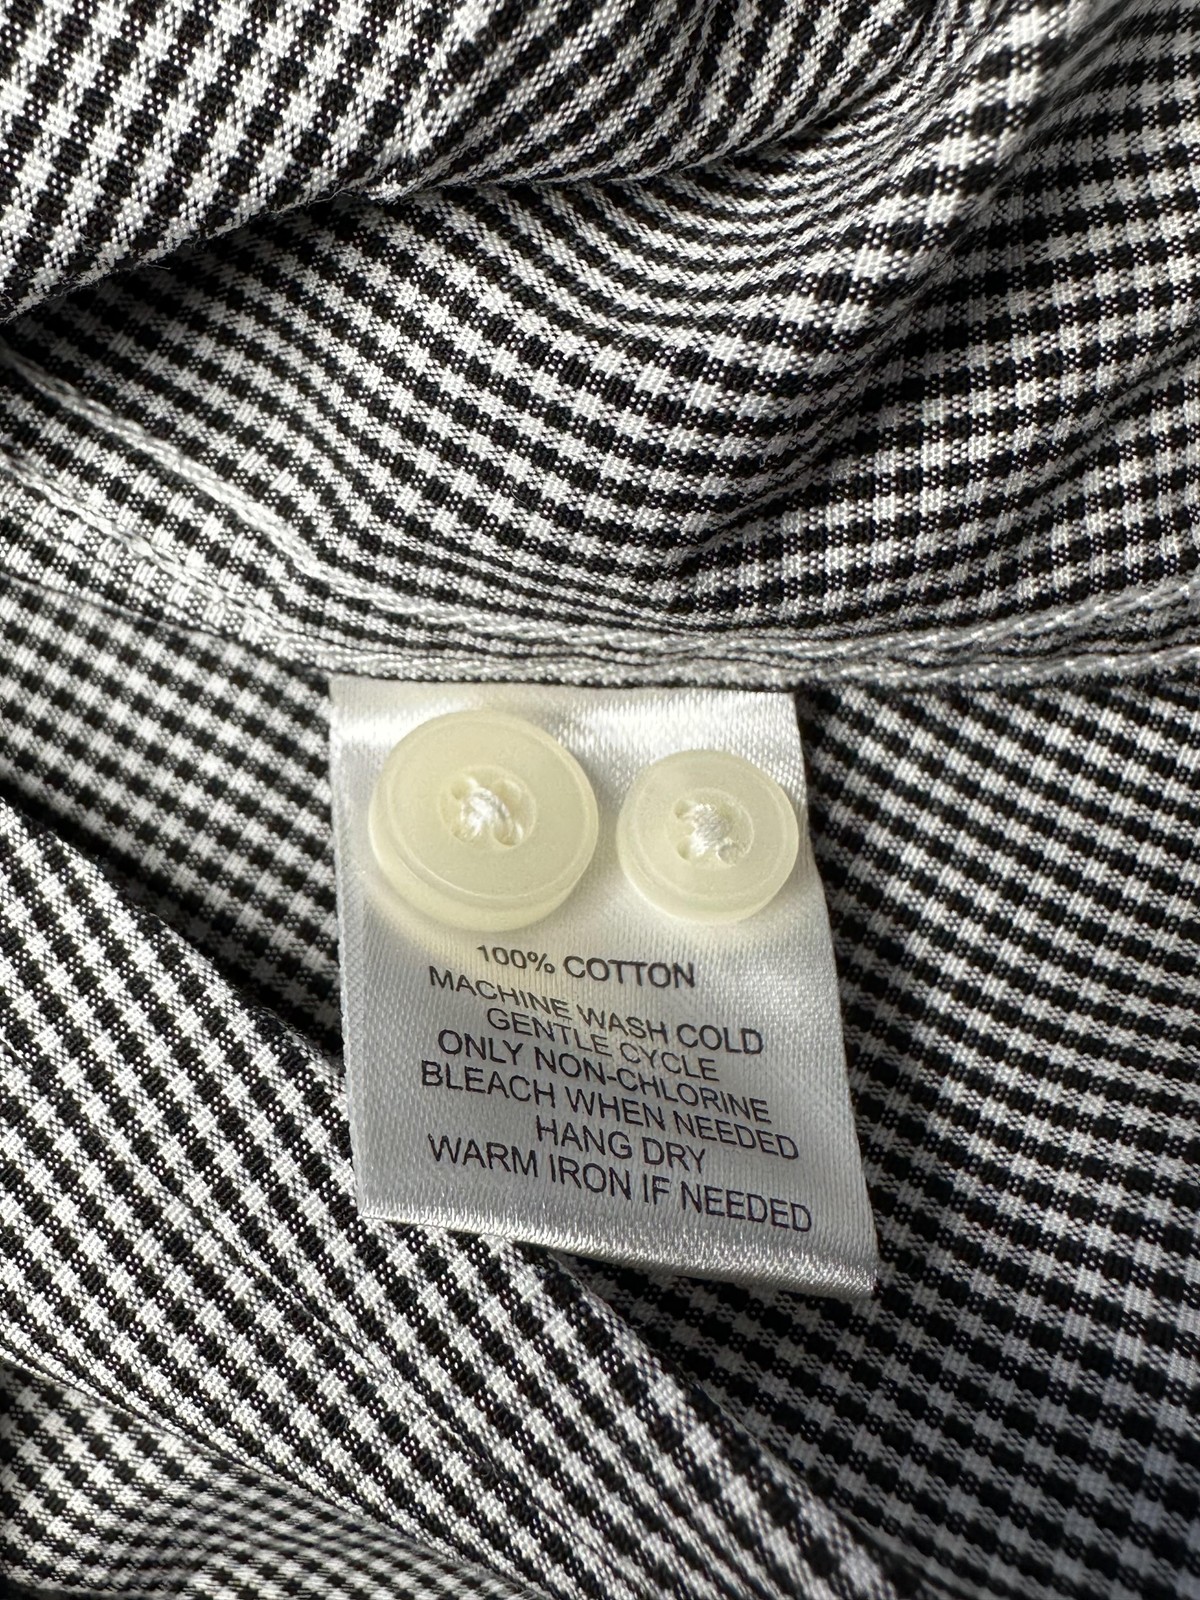 100% COTTON
MACHINE WASH COLD
GENTLE CYCLE
ONLY NON-CHLORINE
BLEACH WHEN NEEDED
HANG DRY
WARM IRON IF NEEDED